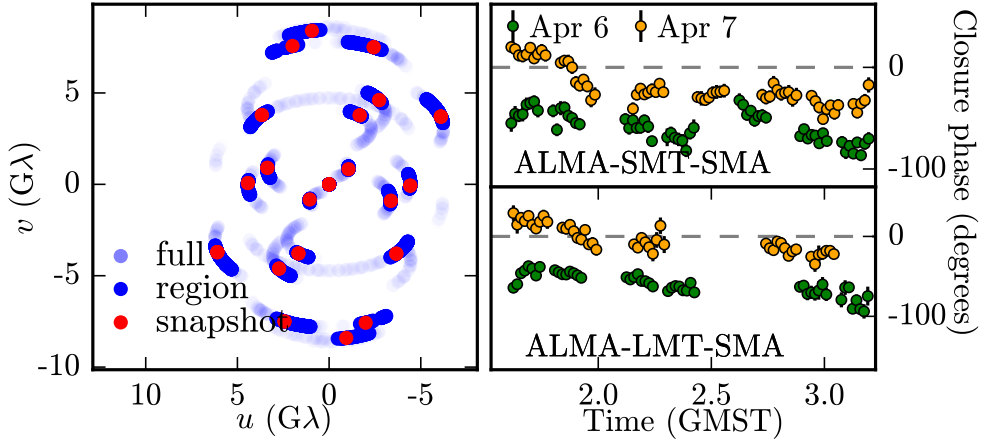 Apr 6
Apr 7
0
-100
ALMA-SMT-SMA
0
-100
ALMA-LMT-SMA
2.0
2.5
3.0
Time (GMST)
Closure phase (degrees)
5
0
-5
-10
v (Gλ)
full
region
snapshot
10
5
0
-5
u (Gλ)